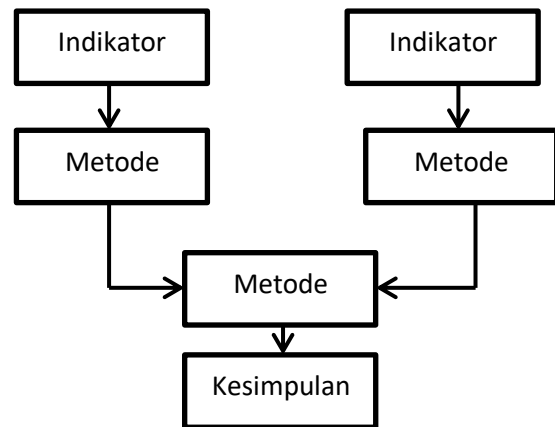 Indikator
Indikator
Metode
Metode
Metode
Kesimpulan